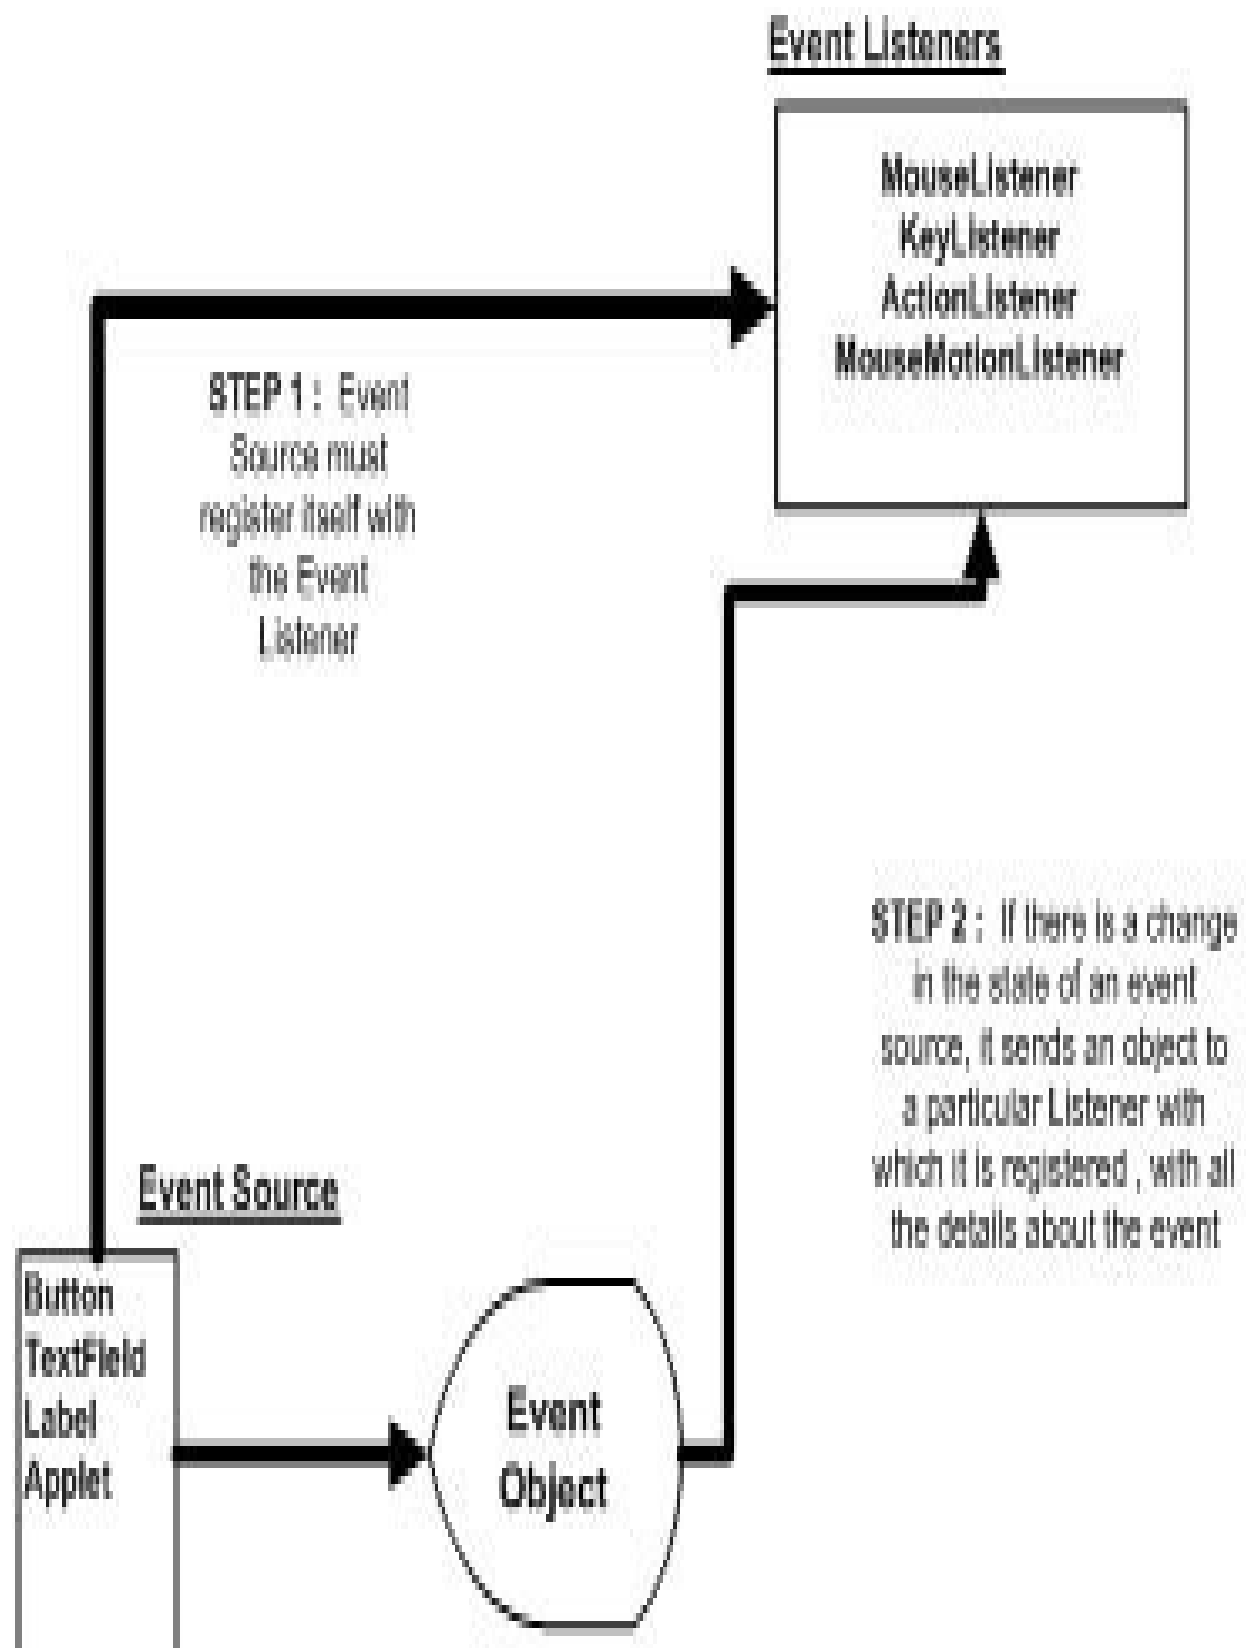 Event Listeners
MouseListener
KeyListener
ActionListener
MouseMotionListener
STEP 1 : Event
Source must
register itself with
the Event
Listener
STEP 2 : If there is a change
in the state of an event
source, it sends an object to
a particular Listener with
which it is registered , with all
the details about the event
Event Source
Button
TextField
Label
Applet
Event
Object